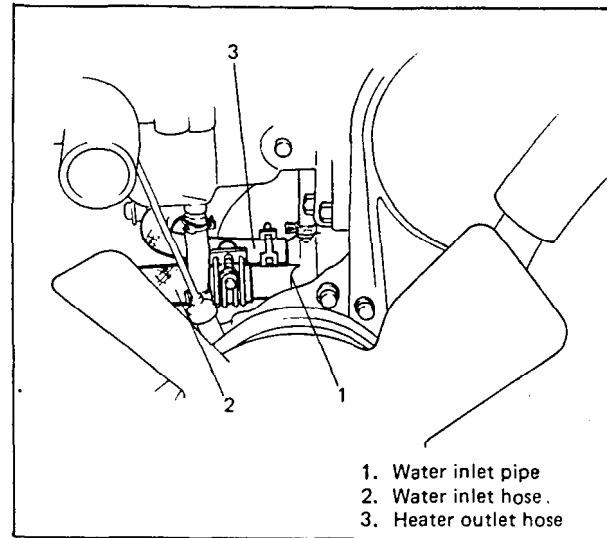 3
2
1
1. Water inlet pipe
2. Water inlet hose.
3. Heater outlet hose